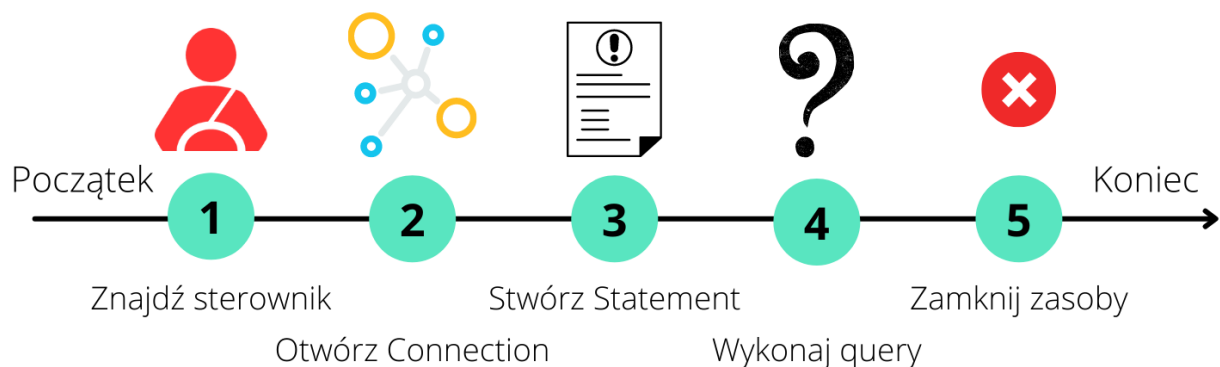 Początek
Koniec
1
2
3
4
5
Znajdź sterownik
Stwórz Statement
Zamknij zasoby
Otwórz Connection
Wykonaj query